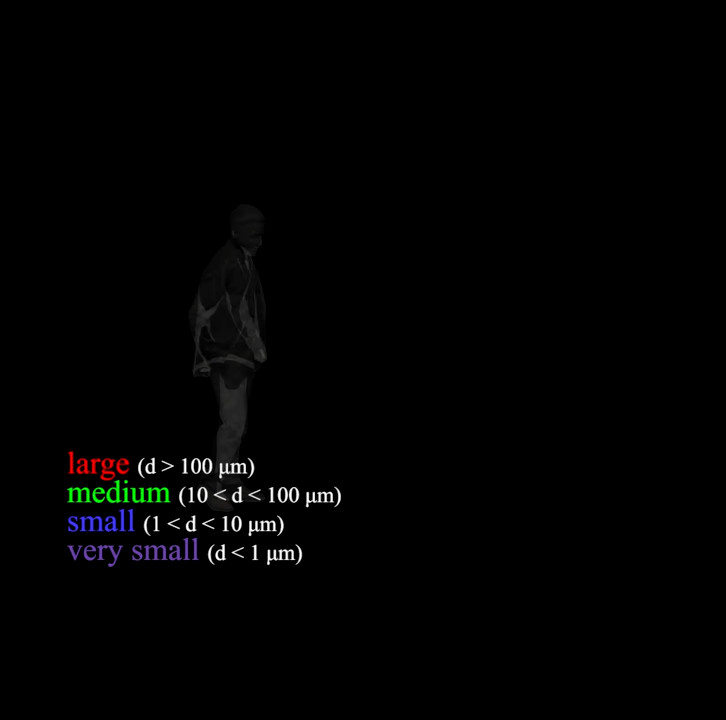 large (d > 100 μm)
medium (10 < d < 100 μm)
small (1 < d < 10 μm)
very small (d < 1 μm)